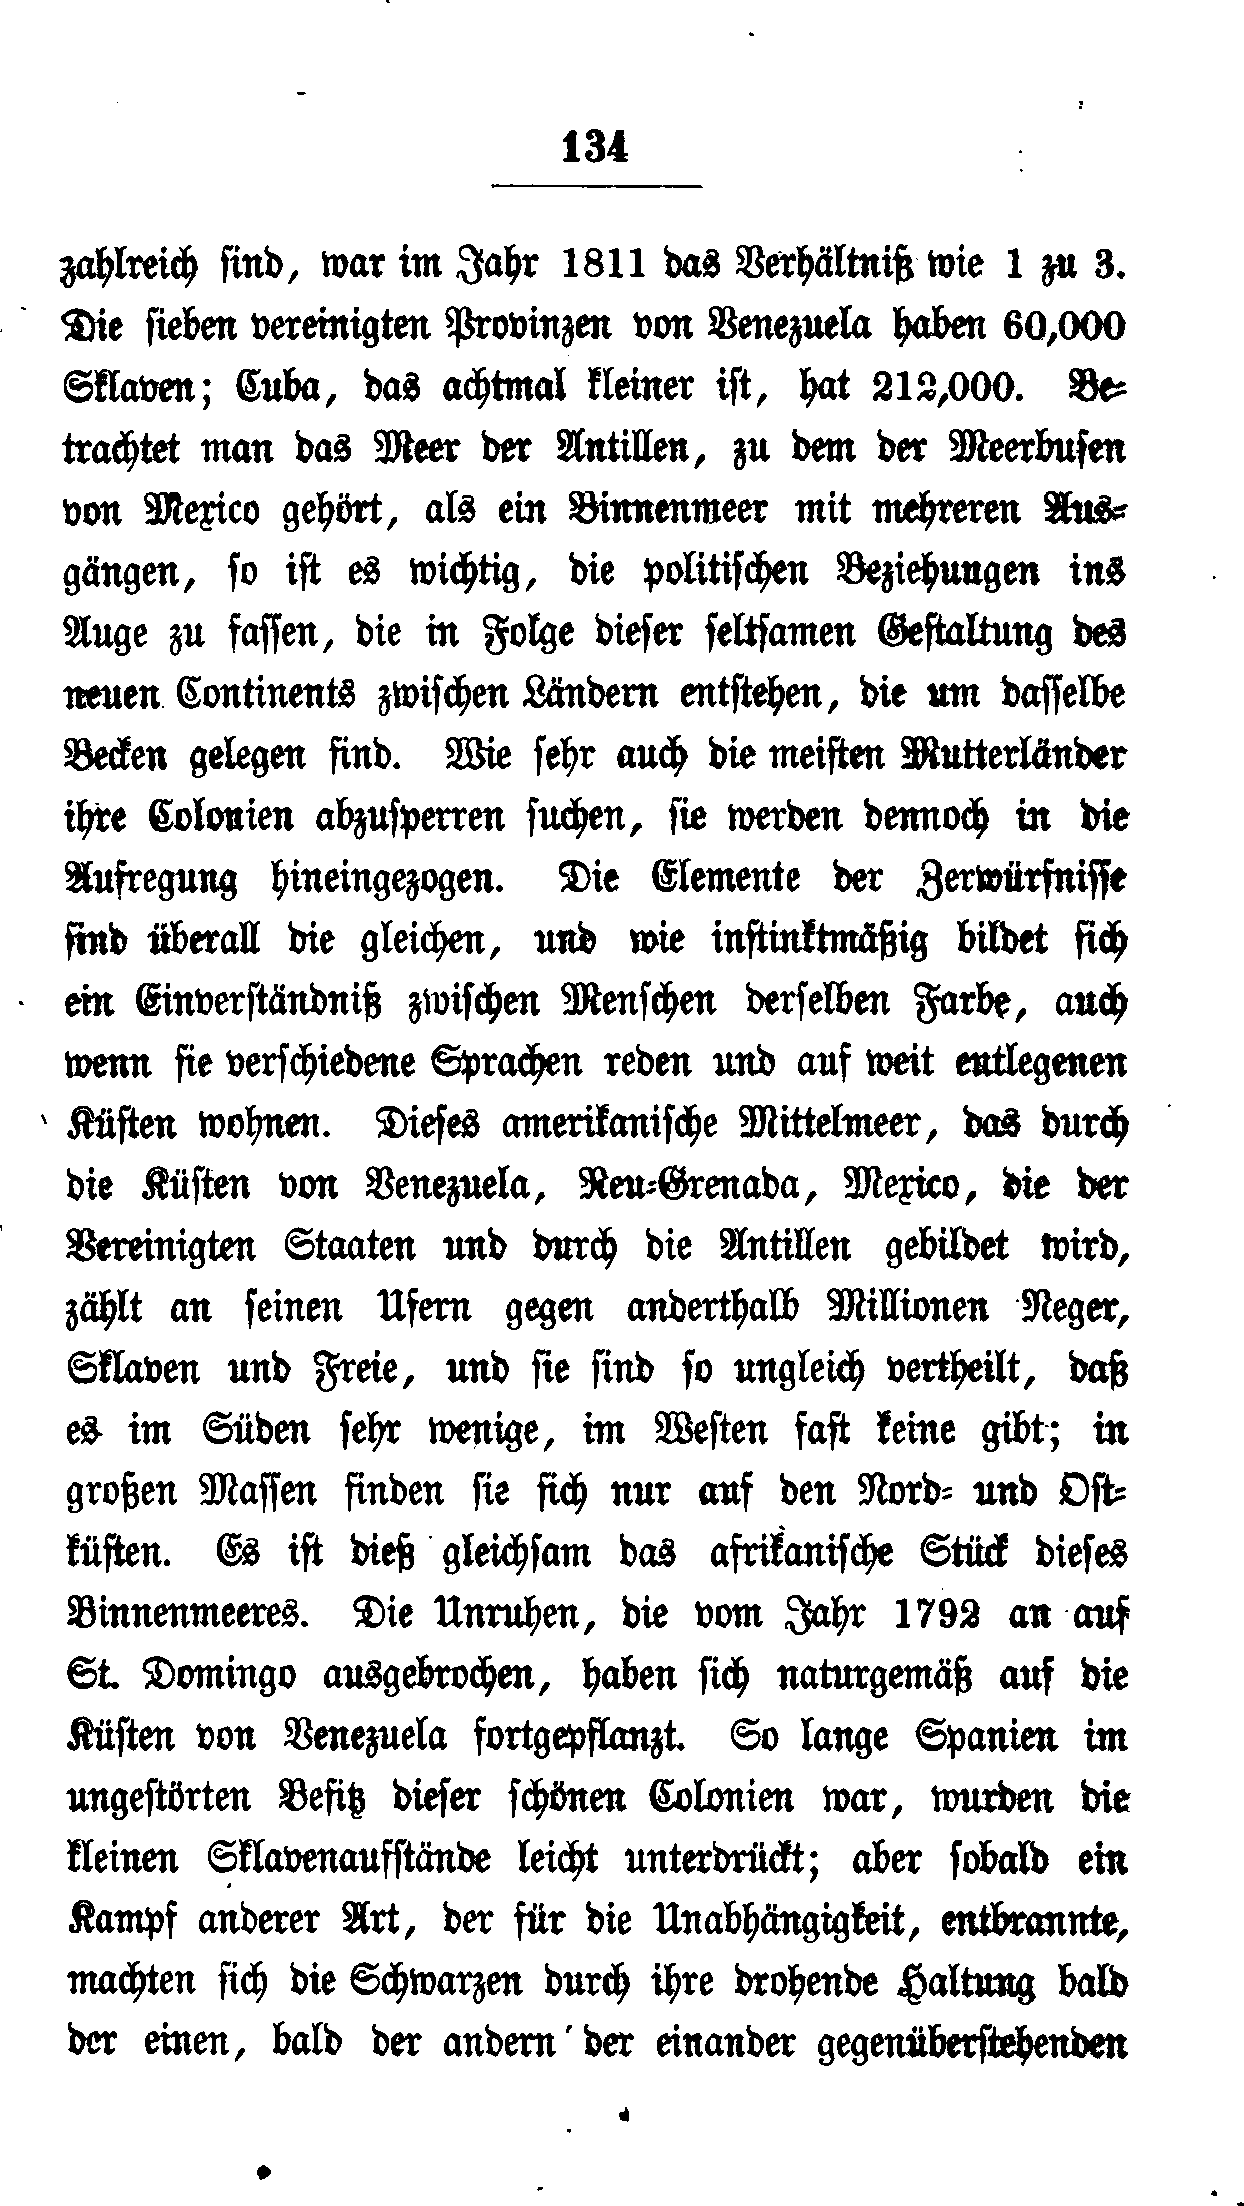 134
zahlreich sind, war im Jahr 1811 das Verhältniß wie 1 zu 3.
Die sieben vereinigten Provinzen von Venezuela haben 60,000
Sklaven; Cuba, das achtmal kleiner ist, hat 212,000. Be-
trachtet man das Meer der Antillen, zu dem der Meerbusen
von Mexico gehört, als ein Binnenmeer mit mehreren Aus-
gängen, so ist es wichtig, die politischen Beziehungen ins
Auge zu fassen, die in Folge dieser seltsamen Gestaltung des
neuen Continents zwischen Ländern entstehen, die um dasselbe
Becken gelegen sind. Wie sehr auch die meisten Mutterländer
ihre Colonien abzusperren suchen, sie werden dennoch in die
Aufregung hineingezogen. Die Elemente der Zerwürfnisse
sind überall die gleichen, und wie instinktmäßig bildet sich
ein Einverständniß zwischen Menschen derselben Farbe, auch
wenn sie verschiedene Sprachen reden und auf weit entlegenen
Küsten wohnen. Dieses amerikanische Mittelmeer, das durch
die Küsten von Venezuela, Neu-Grenada, Mexico, die der
Vereinigten Staaten und durch die Antillen gebildet wird,
zählt an seinen Ufern gegen anderthalb Millionen Neger,
Sklaven und Freie, und sie sind so ungleich vertheilt, daß
es im Süden sehr wenige, im Westen fast keine gibt; in
großen Massen finden sie sich nur auf den Nord- und Ost-
küsten. Es ist dieß gleichsam das afrikanische Stück dieses
Binnenmeeres. Die Unruhen, die vom Jahr 1792 an auf
St. Domingo ausgebrochen, haben sich naturgemäß auf die
Küsten von Venezuela fortgepflanzt. So lange Spanien im
ungestörten Besitz dieser schönen Colonien war, wurden die
kleinen Sklavenaufstände leicht unterdrückt; aber sobald ein
Kampf anderer Art, der für die Unabhängigkeit, entbrannte,
machten sich die Schwarzen durch ihre drohende Haltung bald
der einen, bald der andern der einander gegenüberstehenden